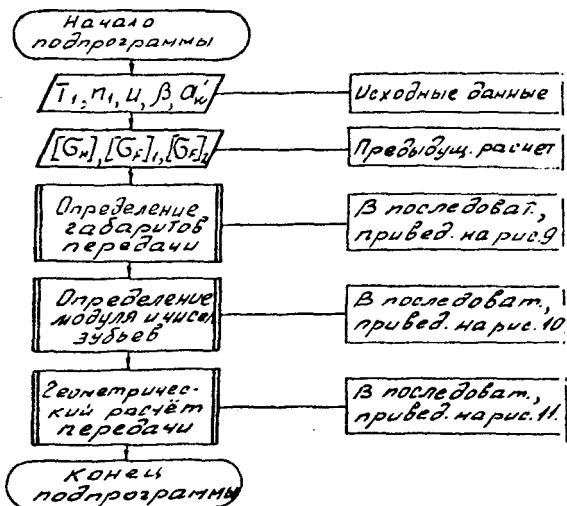 Начало
подпрограммы
T₁, n₁, u, β, a'w
Исходные данные
[σн], [σF]₁, [σF]₂
Предыдущ. расчет
Определение
габаритов
передачи
В последоват.,
привед. на рис. 9
Определение
модуля и чисел
зубьев
В последоват.,
привед. на рис. 10
Геометричес-
кий расчёт
передачи
В последоват.,
привед. на рис. 11.
Конец
подпрограммы